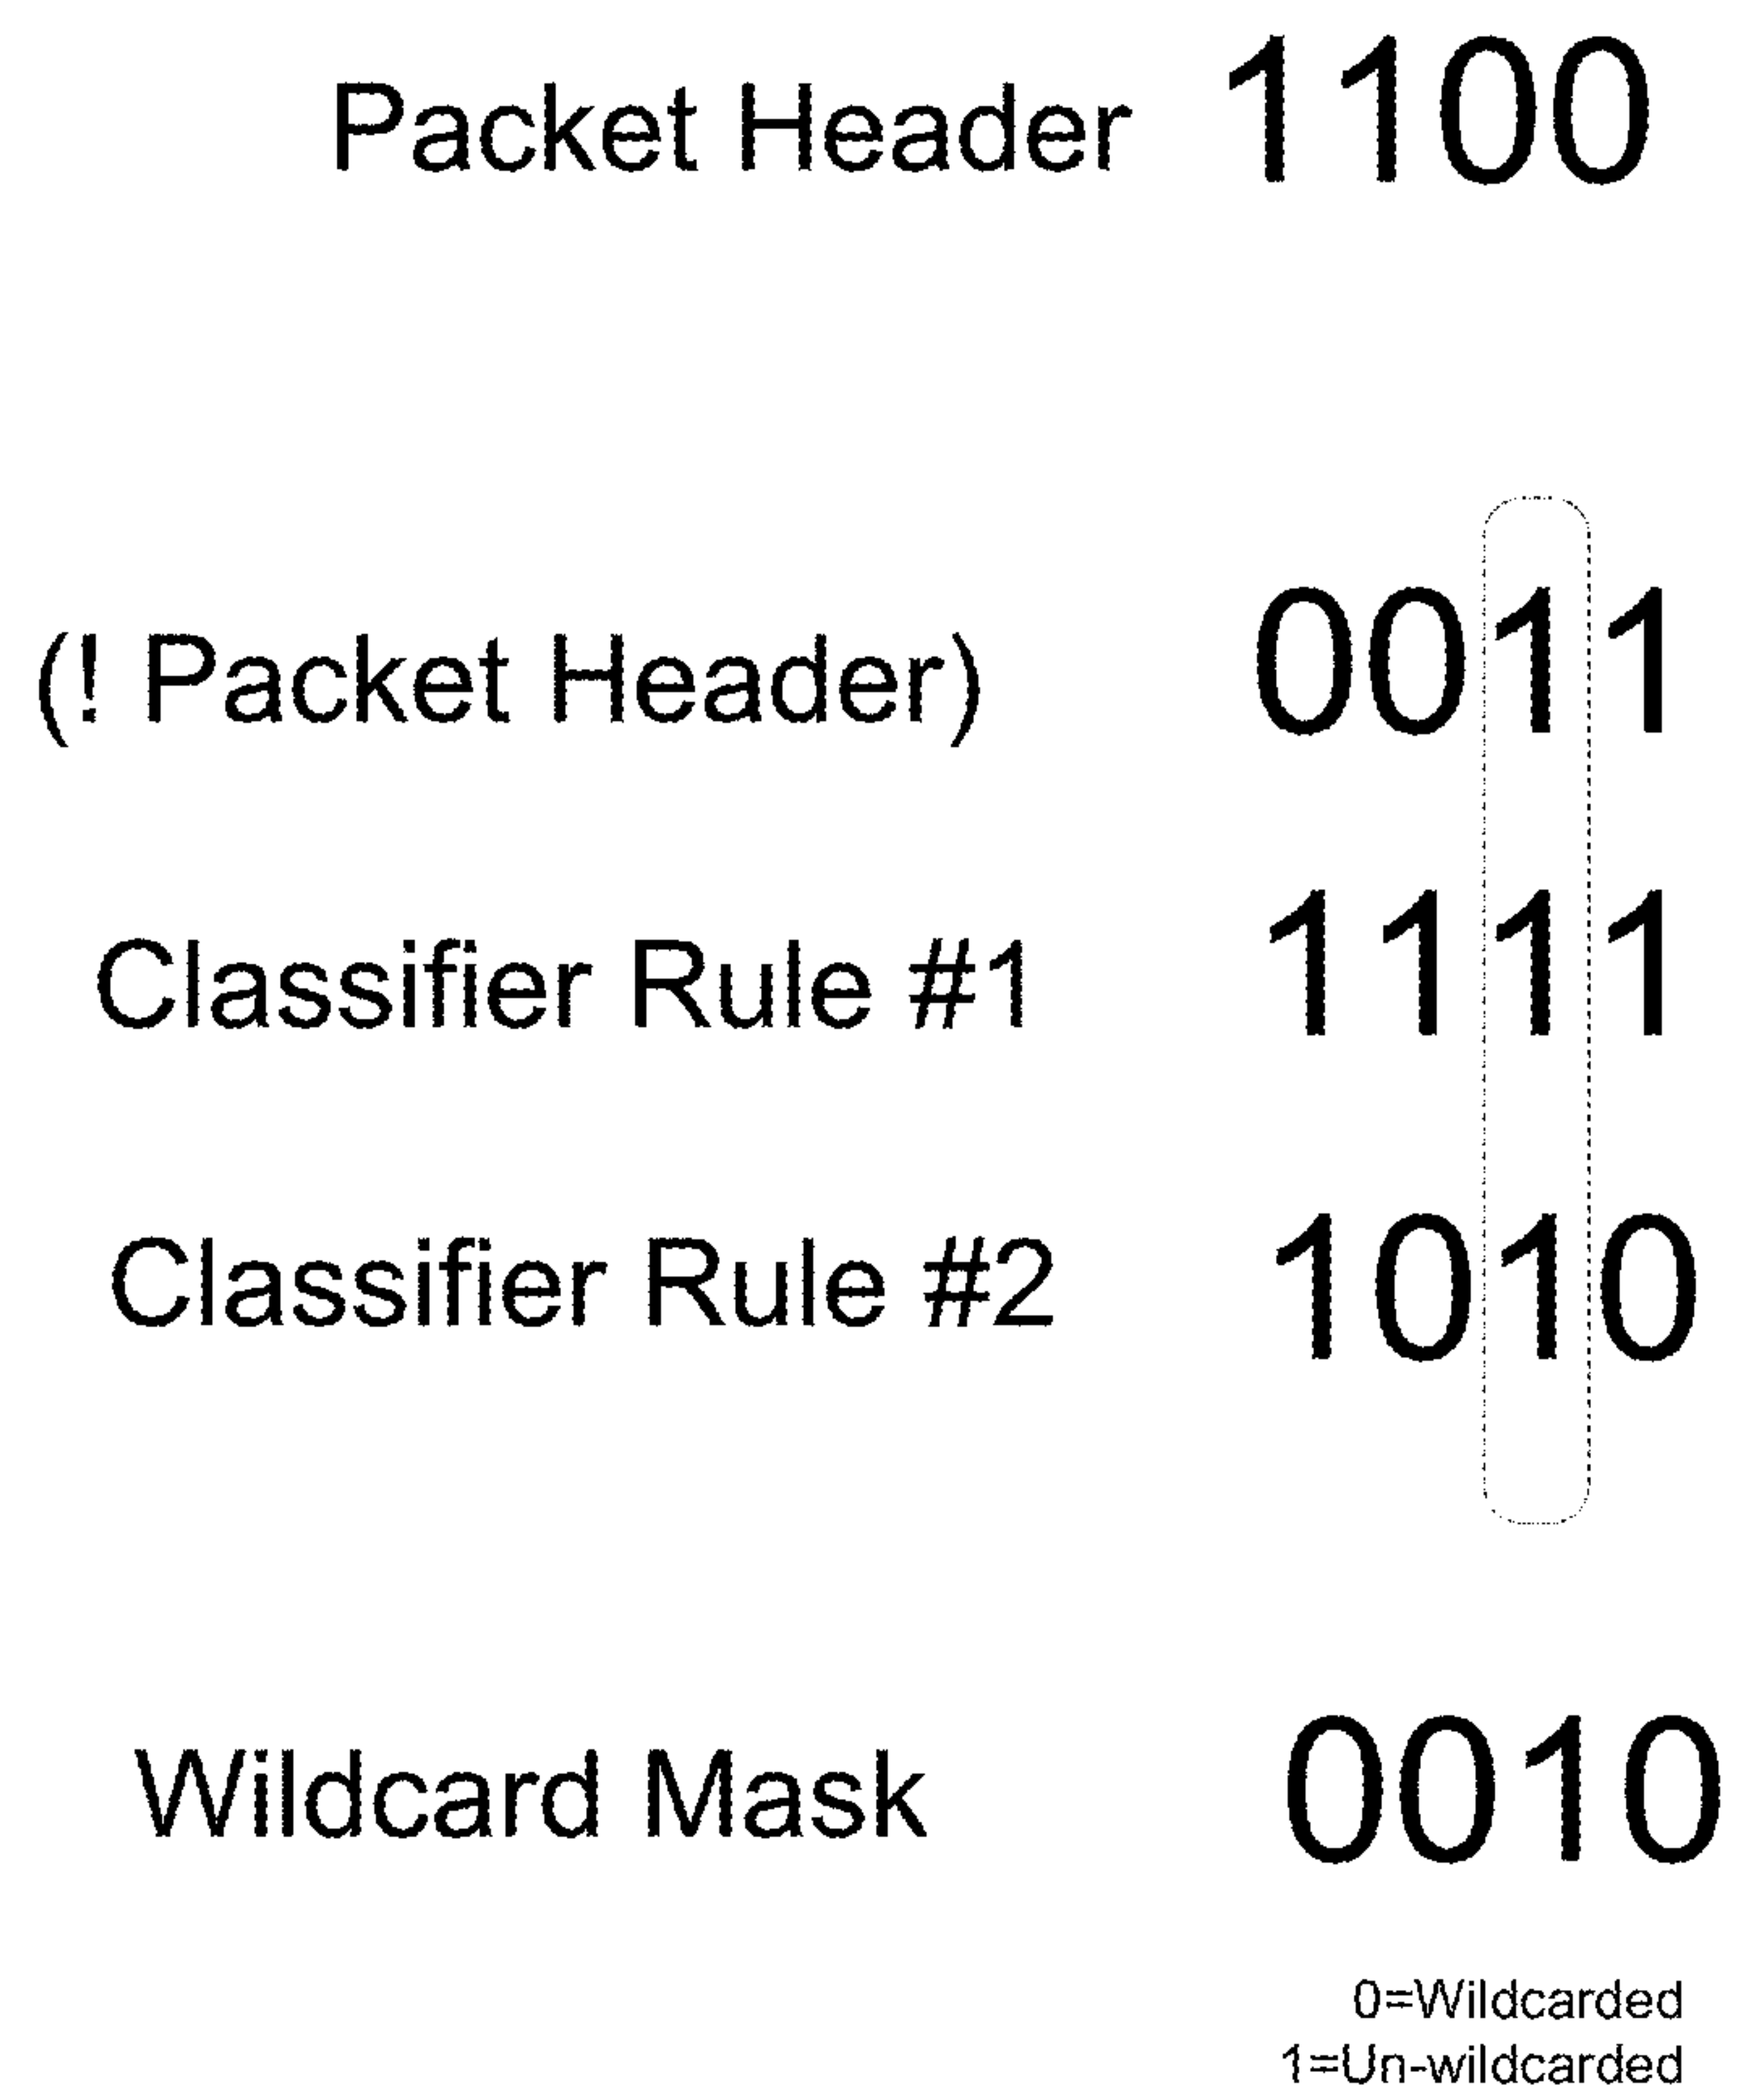 Packet Header 1100
(! Packet Header) 0011
Classifier Rule #1 1111
Classifier Rule #2 1010
Wildcard Mask 0010
0=Wildcarded
1=Un-wildcarded